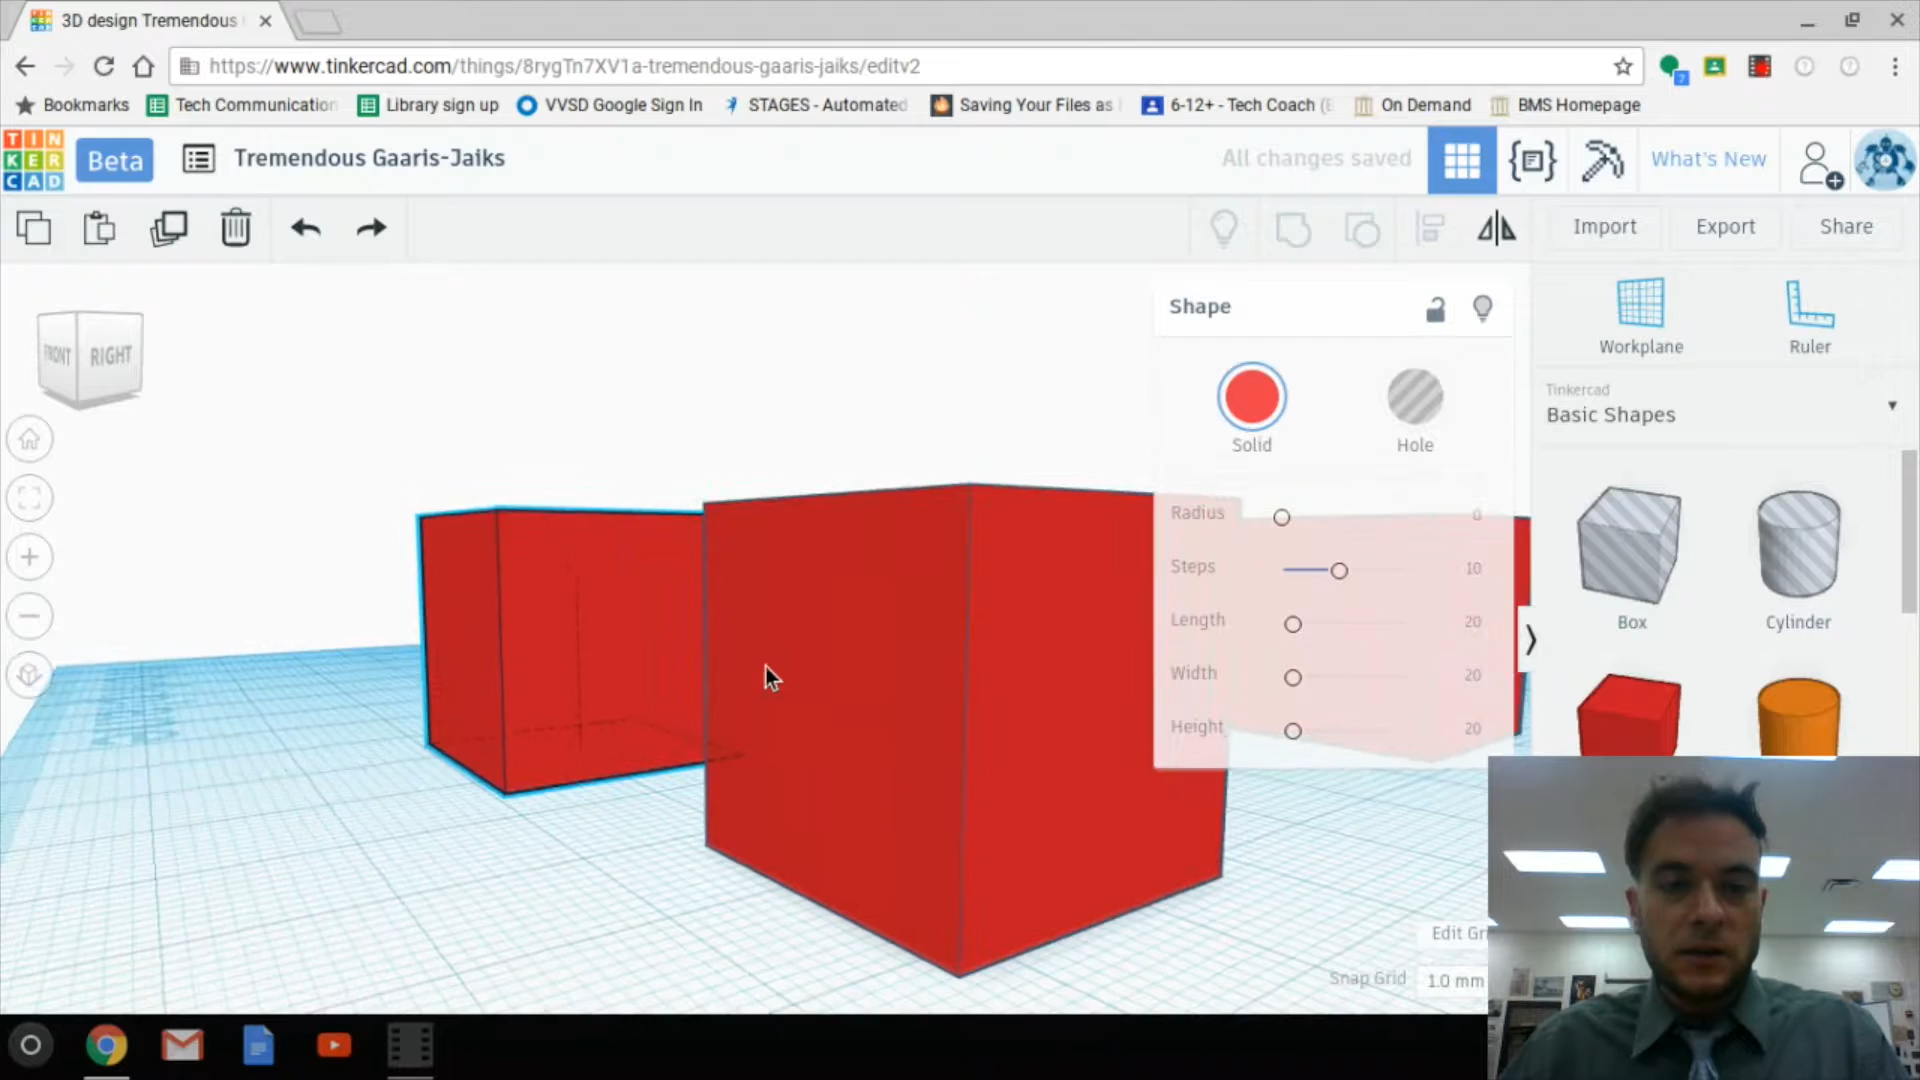 3D design Tremendous
https://www.tinkercad.com/things/8rygTn7XV1a-tremendous-gaaris-jaiks/editv2
7
Bookmarks
Tech Communication
Library sign up
VVSD Google Sign In
STAGES - Automated
Saving Your Files as
6-12+ - Tech Coach (
On Demand
BMS Homepage
TIN
KER
CAD
Beta
Tremendous Gaaris-Jaiks
All changes saved
What's New
Import
Export
Share
FRONT
RIGHT
Shape
Solid
Hole
Radius 0
Steps 10
Length 20
Width 20
Height 20
Workplane
Ruler
Tinkercad
Basic Shapes
Box
Cylinder
Edit Gri
Snap Grid 1.0 mm